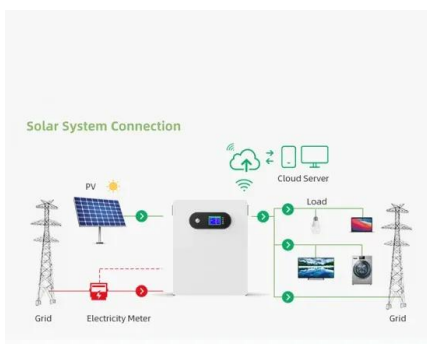 Solar System Connection
PV
Cloud Server
Load
Grid
Electricity Meter
Grid